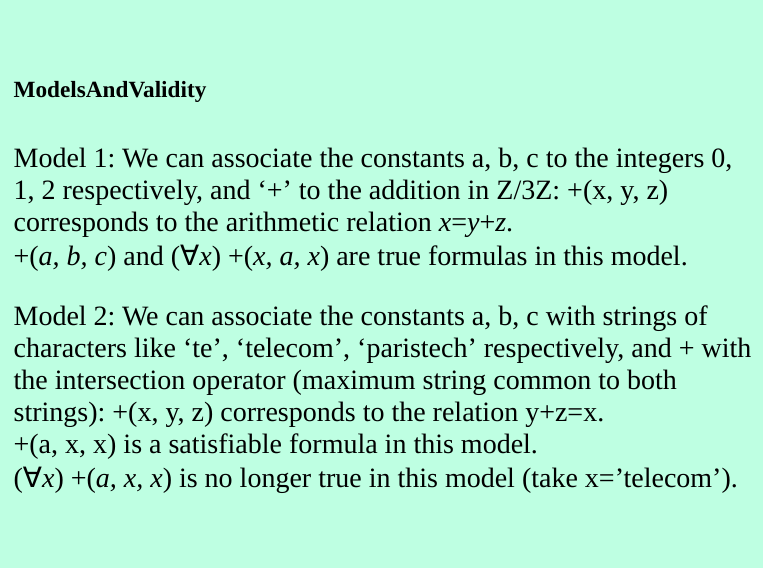 ModelsAndValidity
Model 1: We can associate the constants a, b, c to the integers 0,
1, 2 respectively, and ‘+’ to the addition in Z/3Z: +(x, y, z)
corresponds to the arithmetic relation x=y+z.
+(a, b, c) and (∀x) +(x, a, x) are true formulas in this model.
Model 2: We can associate the constants a, b, c with strings of
characters like ‘te’, ‘telecom’, ‘paristech’ respectively, and + with
the intersection operator (maximum string common to both
strings): +(x, y, z) corresponds to the relation y+z=x.
+(a, x, x) is a satisfiable formula in this model.
(∀x) +(a, x, x) is no longer true in this model (take x=’telecom’).